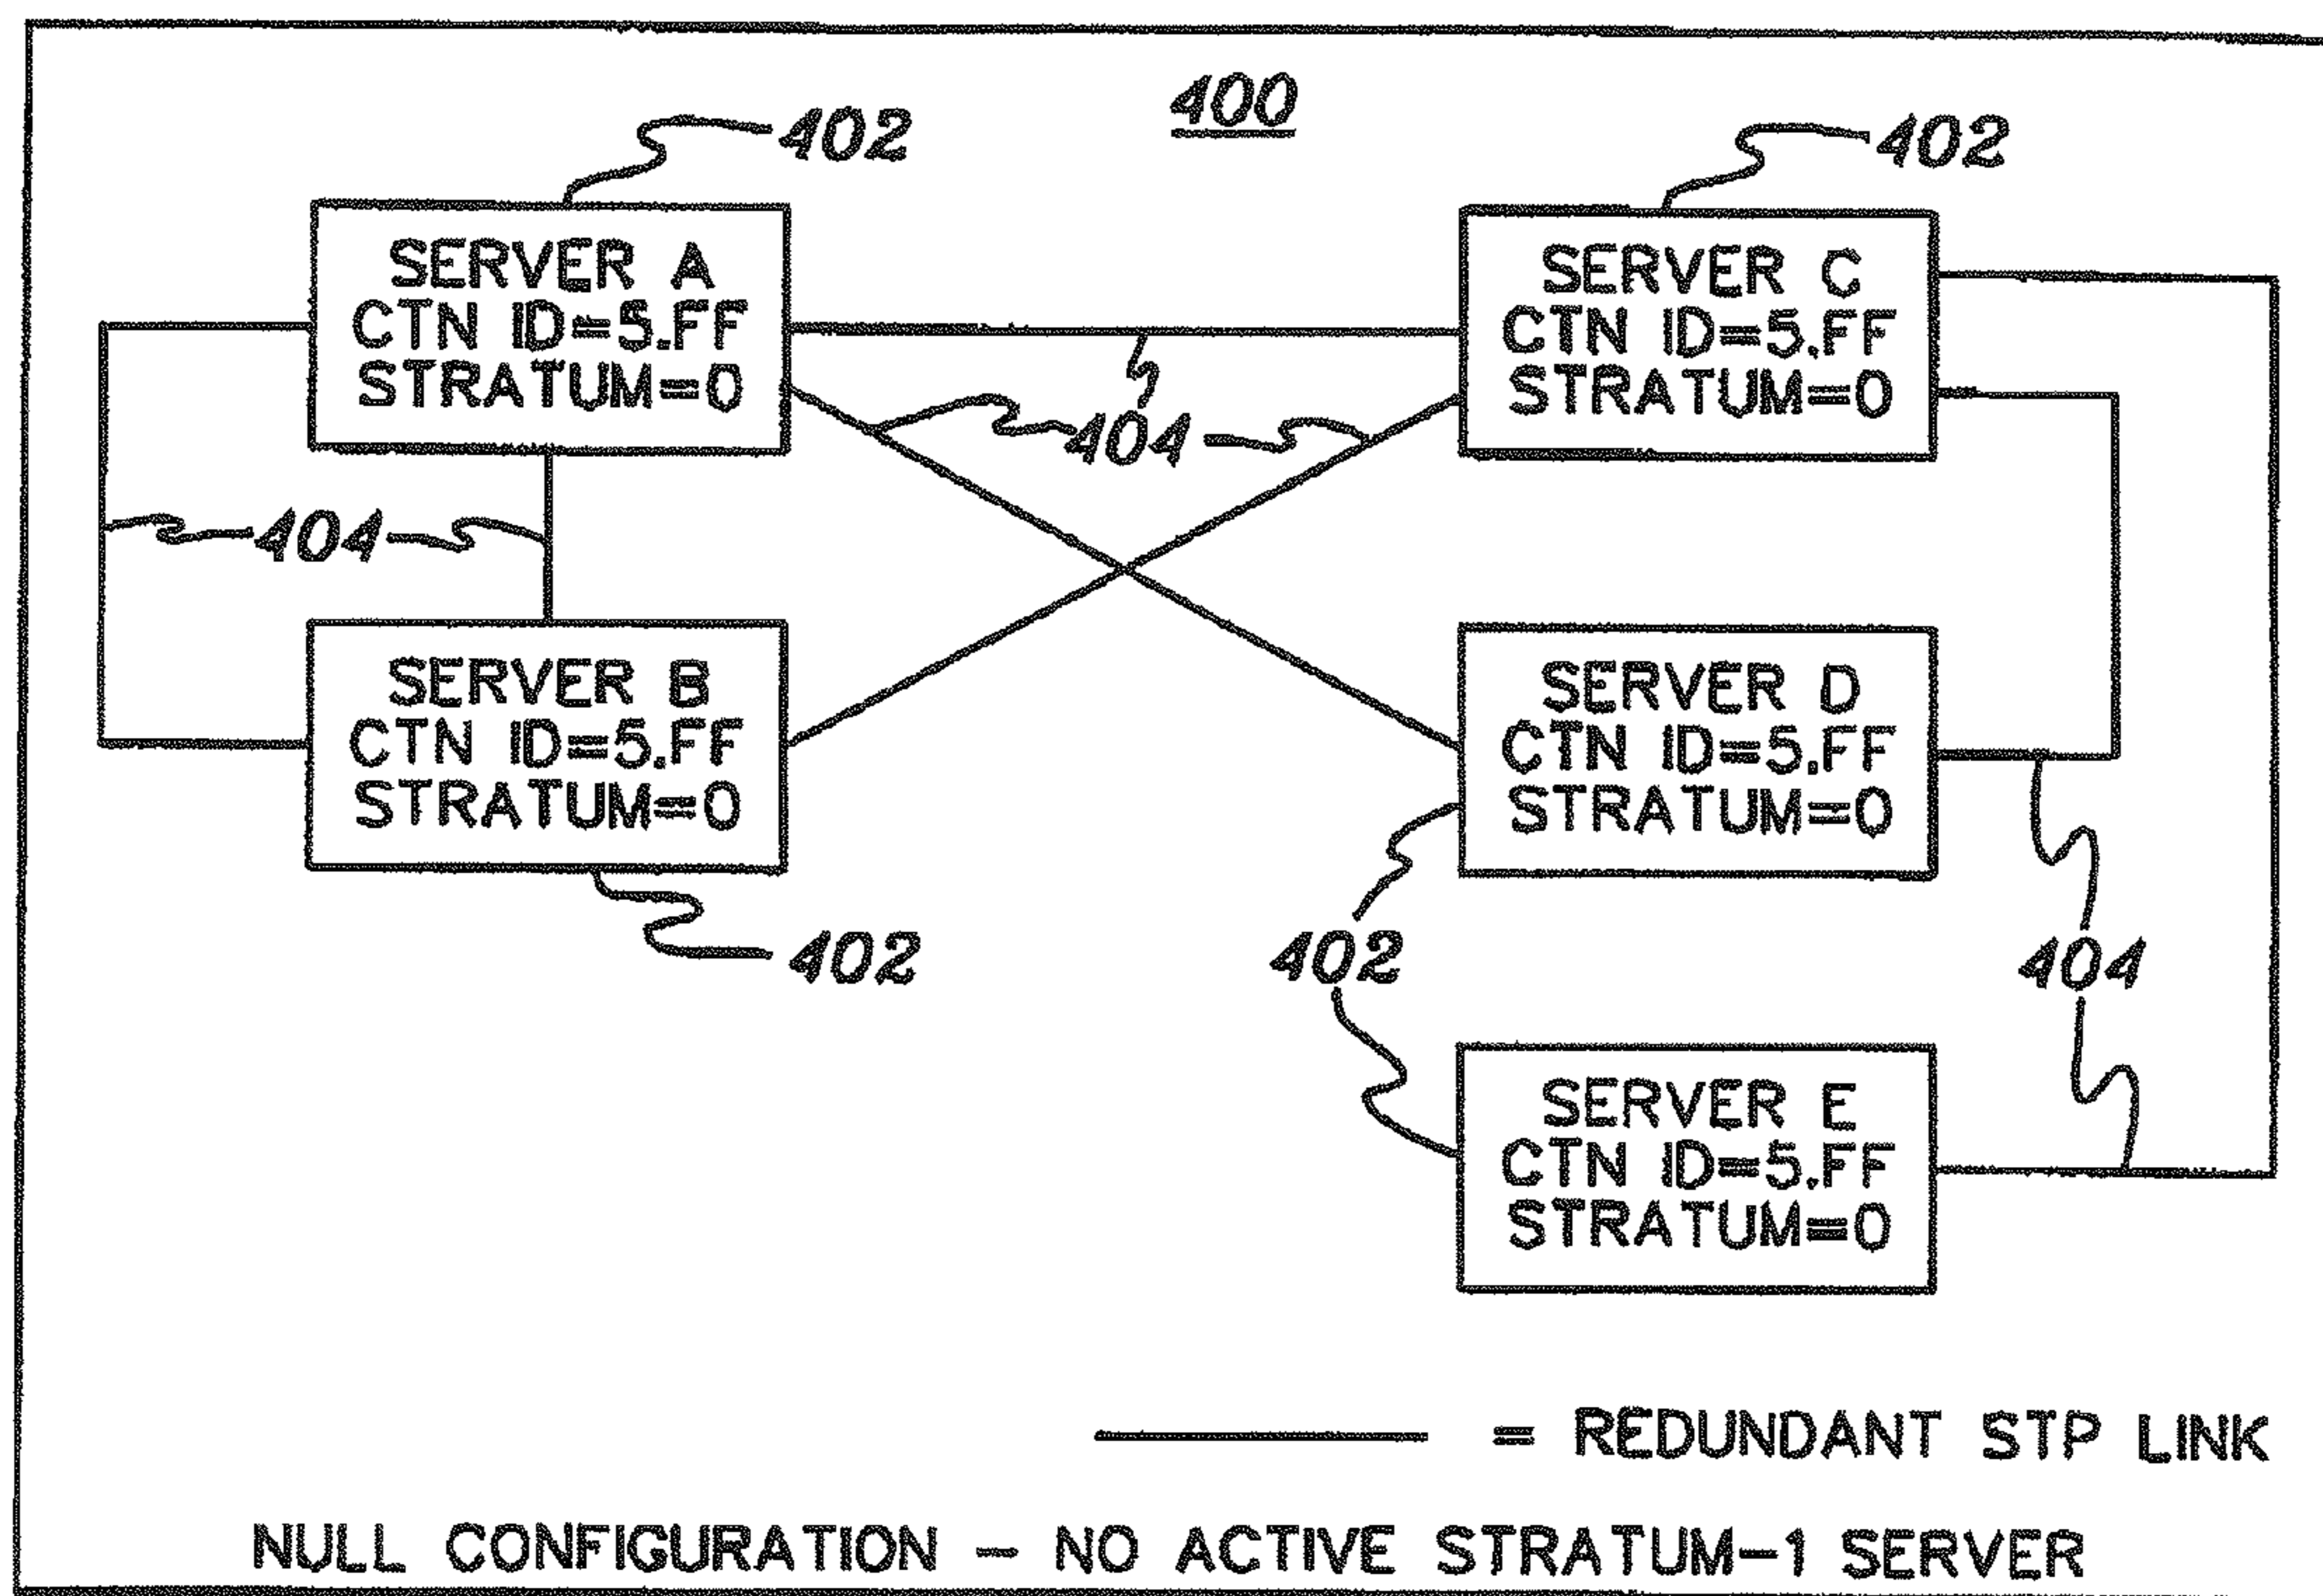 400
402
402
SERVER A
CTN ID=5.FF
STRATUM=0
SERVER C
CTN ID=5.FF
STRATUM=0
404
404
SERVER B
CTN ID=5.FF
STRATUM=0
SERVER D
CTN ID=5.FF
STRATUM=0
402
402
404
SERVER E
CTN ID=5.FF
STRATUM=0
= REDUNDANT STP LINK
NULL CONFIGURATION - NO ACTIVE STRATUM-1 SERVER